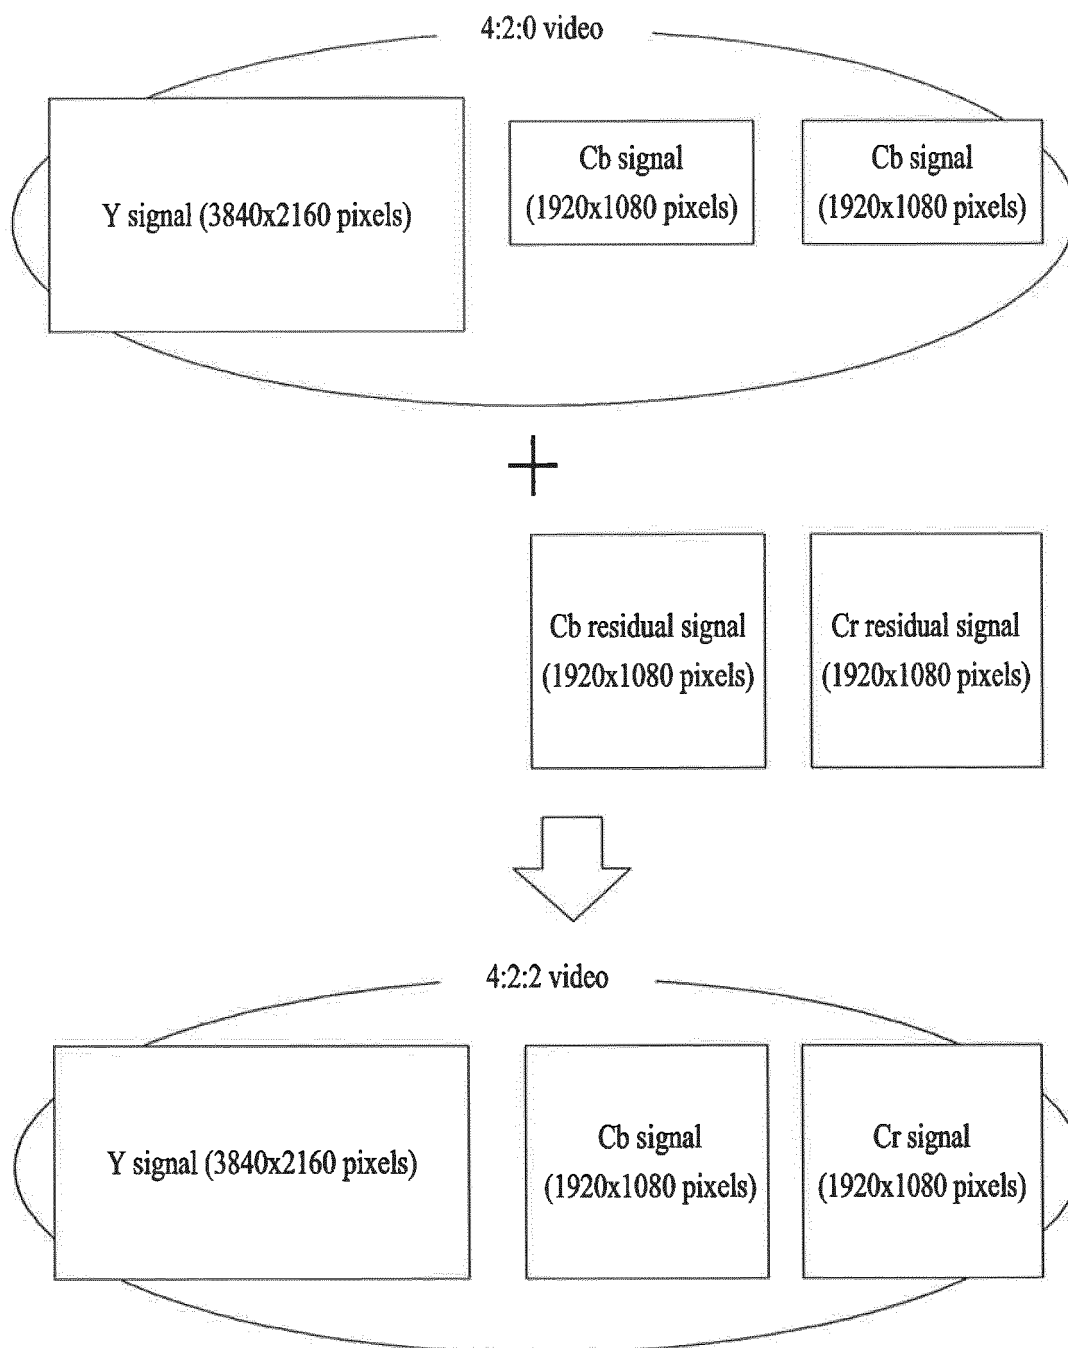 4:2:0 video
Y signal (3840x2160 pixels)
Cb signal
(1920x1080 pixels)
Cb signal
(1920x1080 pixels)
+
Cb residual signal
(1920x1080 pixels)
Cr residual signal
(1920x1080 pixels)
4:2:2 video
Y signal (3840x2160 pixels)
Cb signal
(1920x1080 pixels)
Cr signal
(1920x1080 pixels)